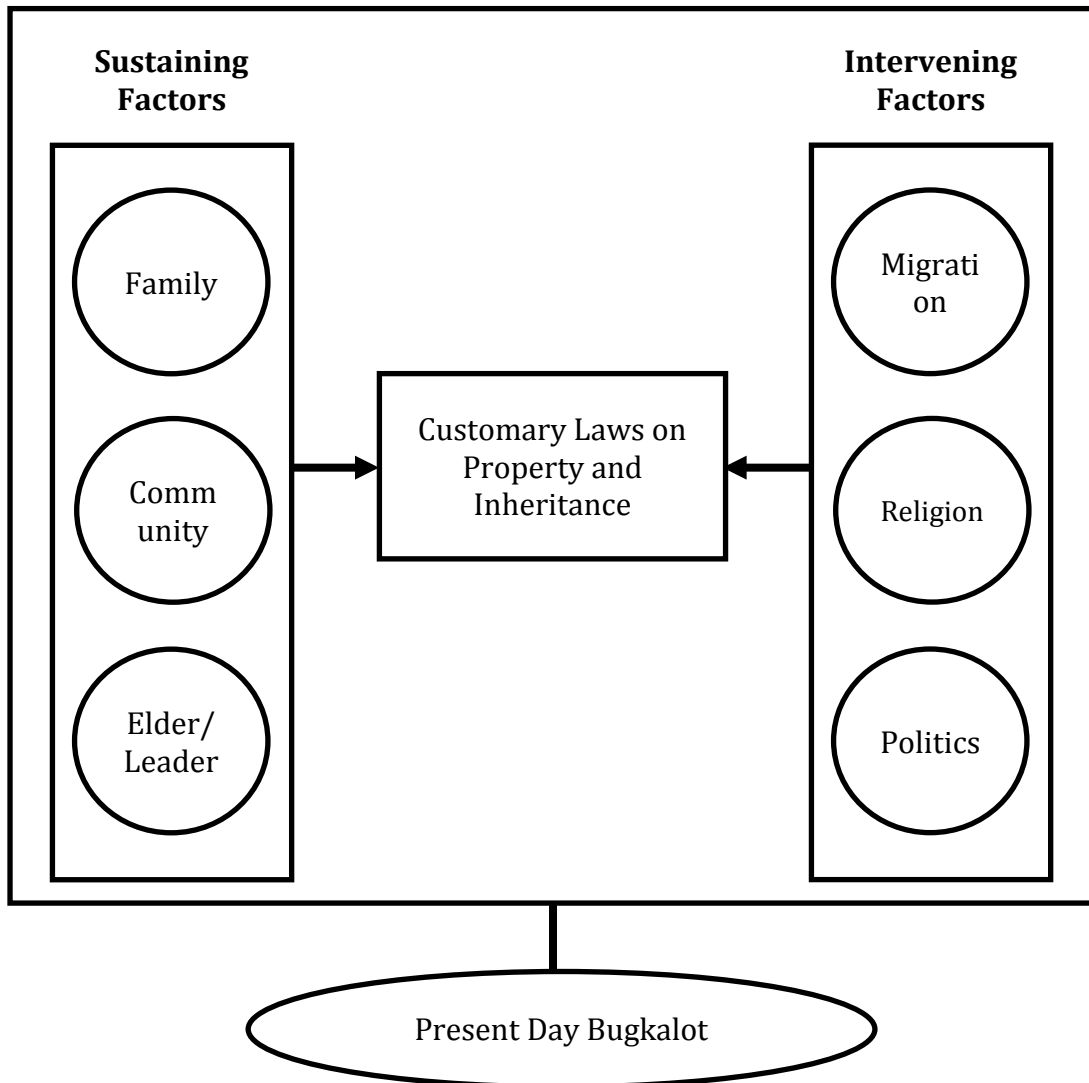 Sustaining
Factors
Family
Comm
unity
Elder/
Leader
Customary Laws on
Property and
Inheritance
Intervening
Factors
Migrati
on
Religion
Politics
Present Day Bugkalot